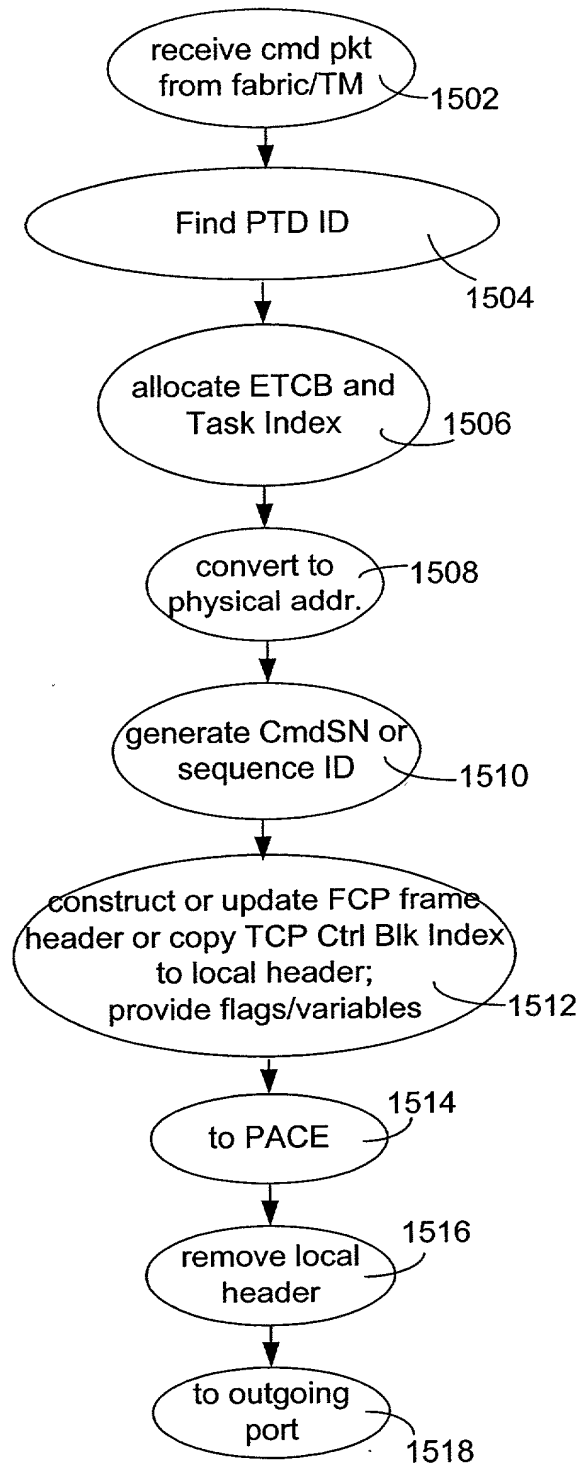 receive cmd pkt
from fabric/TM
1502
Find PTD ID
1504
allocate ETCB and
Task Index
1506
convert to
physical addr.
1508
generate CmdSN or
sequence ID
1510
construct or update FCP frame
header or copy TCP Ctrl Blk Index
to local header;
provide flags/variables
1512
to PACE
1514
remove local
header
1516
to outgoing
port
1518